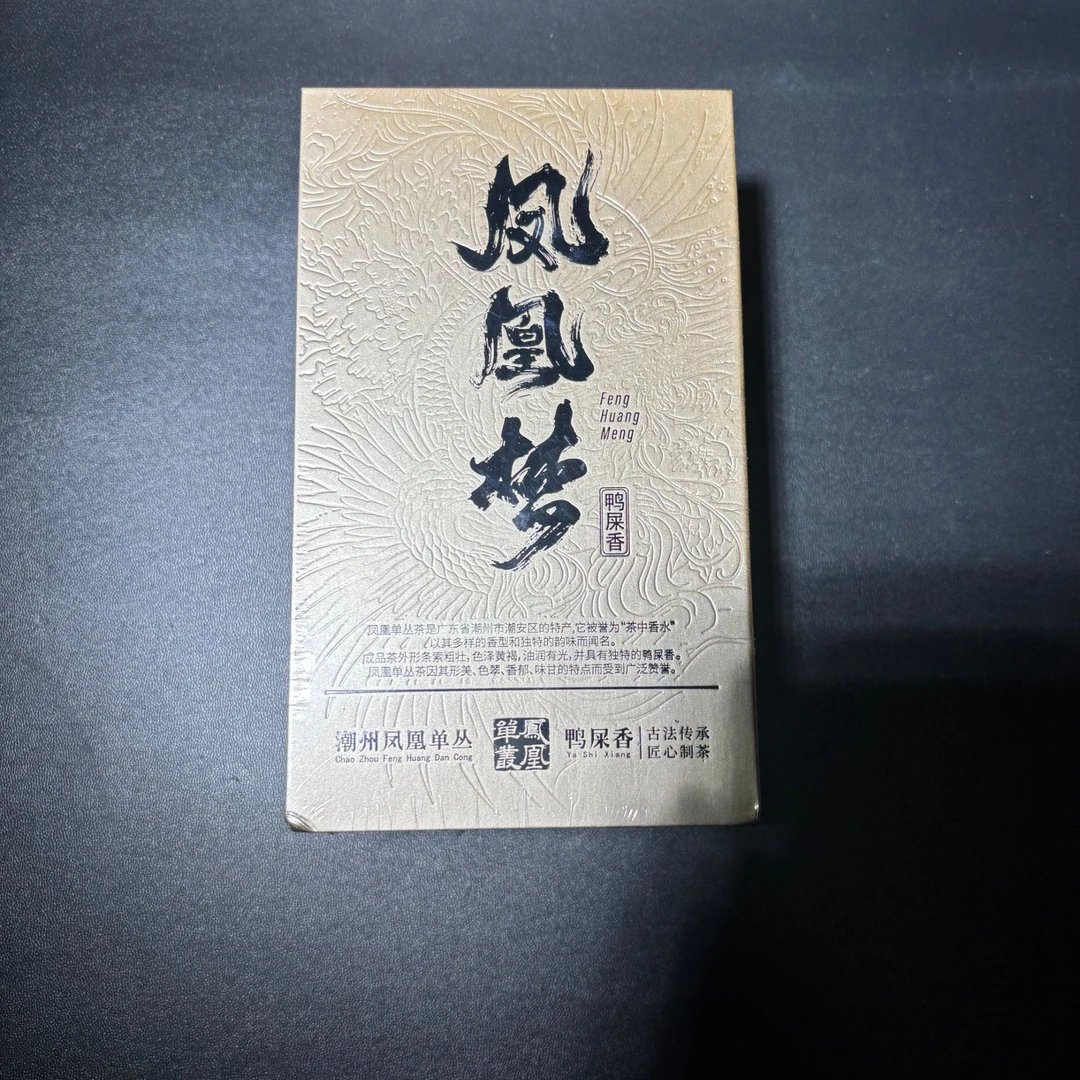 凤凰梦
Feng
Huang
Meng
鸭屎香
凤凰单丛茶是广东省潮州市潮安区的特产,它被誉为"茶中香水"
以其多样的香型和独特的韵味而闻名。
成品茶外形条索粗壮,色泽黄褐,油润有光,并具有独特的鸭屎香。
凤凰单丛茶因其形美、色翠、香郁、味甘的特点而受到广泛赞誉。
潮州凤凰单丛
Chao Zhou Feng Huang Dan Cong
鳳凰
單叢
鸭屎香
Ya Shi Xiang
古法传承
匠心制茶